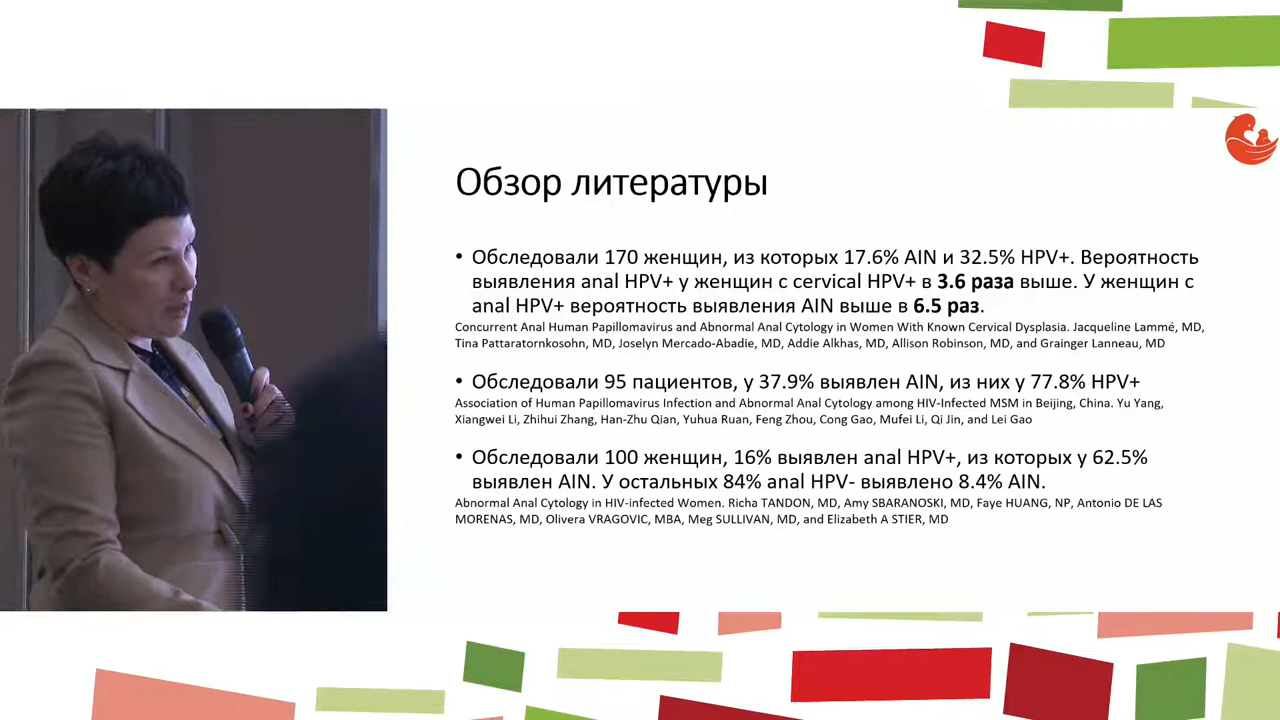 Обзор литературы
• Обследовали 170 женщин, из которых 17.6% AIN и 32.5% HPV+. Вероятность
выявления anal HPV+ у женщин с cervical HPV+ в 3.6 раза выше. У женщин с
anal HPV+ вероятность выявления AIN выше в 6.5 раз.
Concurrent Anal Human Papillomavirus and Abnormal Anal Cytology in Women With Known Cervical Dysplasia. Jacqueline Lammé, MD,
Tina Pattaratornkosohn, MD, Joselyn Mercado-Abadie, MD, Addie Alkhas, MD, Allison Robinson, MD, and Grainger Lanneau, MD
• Обследовали 95 пациентов, у 37.9% выявлен AIN, из них у 77.8% HPV+
Association of Human Papillomavirus Infection and Abnormal Anal Cytology among HIV-Infected MSM in Beijing, China. Yu Yang,
Xiangwei Li, Zhihui Zhang, Han-Zhu Qian, Yuhua Ruan, Feng Zhou, Cong Gao, Mufei Li, Qi Jin, and Lei Gao
• Обследовали 100 женщин, 16% выявлен anal HPV+, из которых у 62.5%
выявлен AIN. У остальных 84% anal HPV- выявлено 8.4% AIN.
Abnormal Anal Cytology in HIV-infected Women. Richa TANDON, MD, Amy SBARANOSKI, MD, Faye HUANG, NP, Antonio DE LAS
MORENAS, MD, Olivera VRAGOVIC, MBA, Meg SULLIVAN, MD, and Elizabeth A STIER, MD